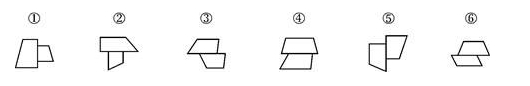 ① ② ③ ④ ⑤ ⑥